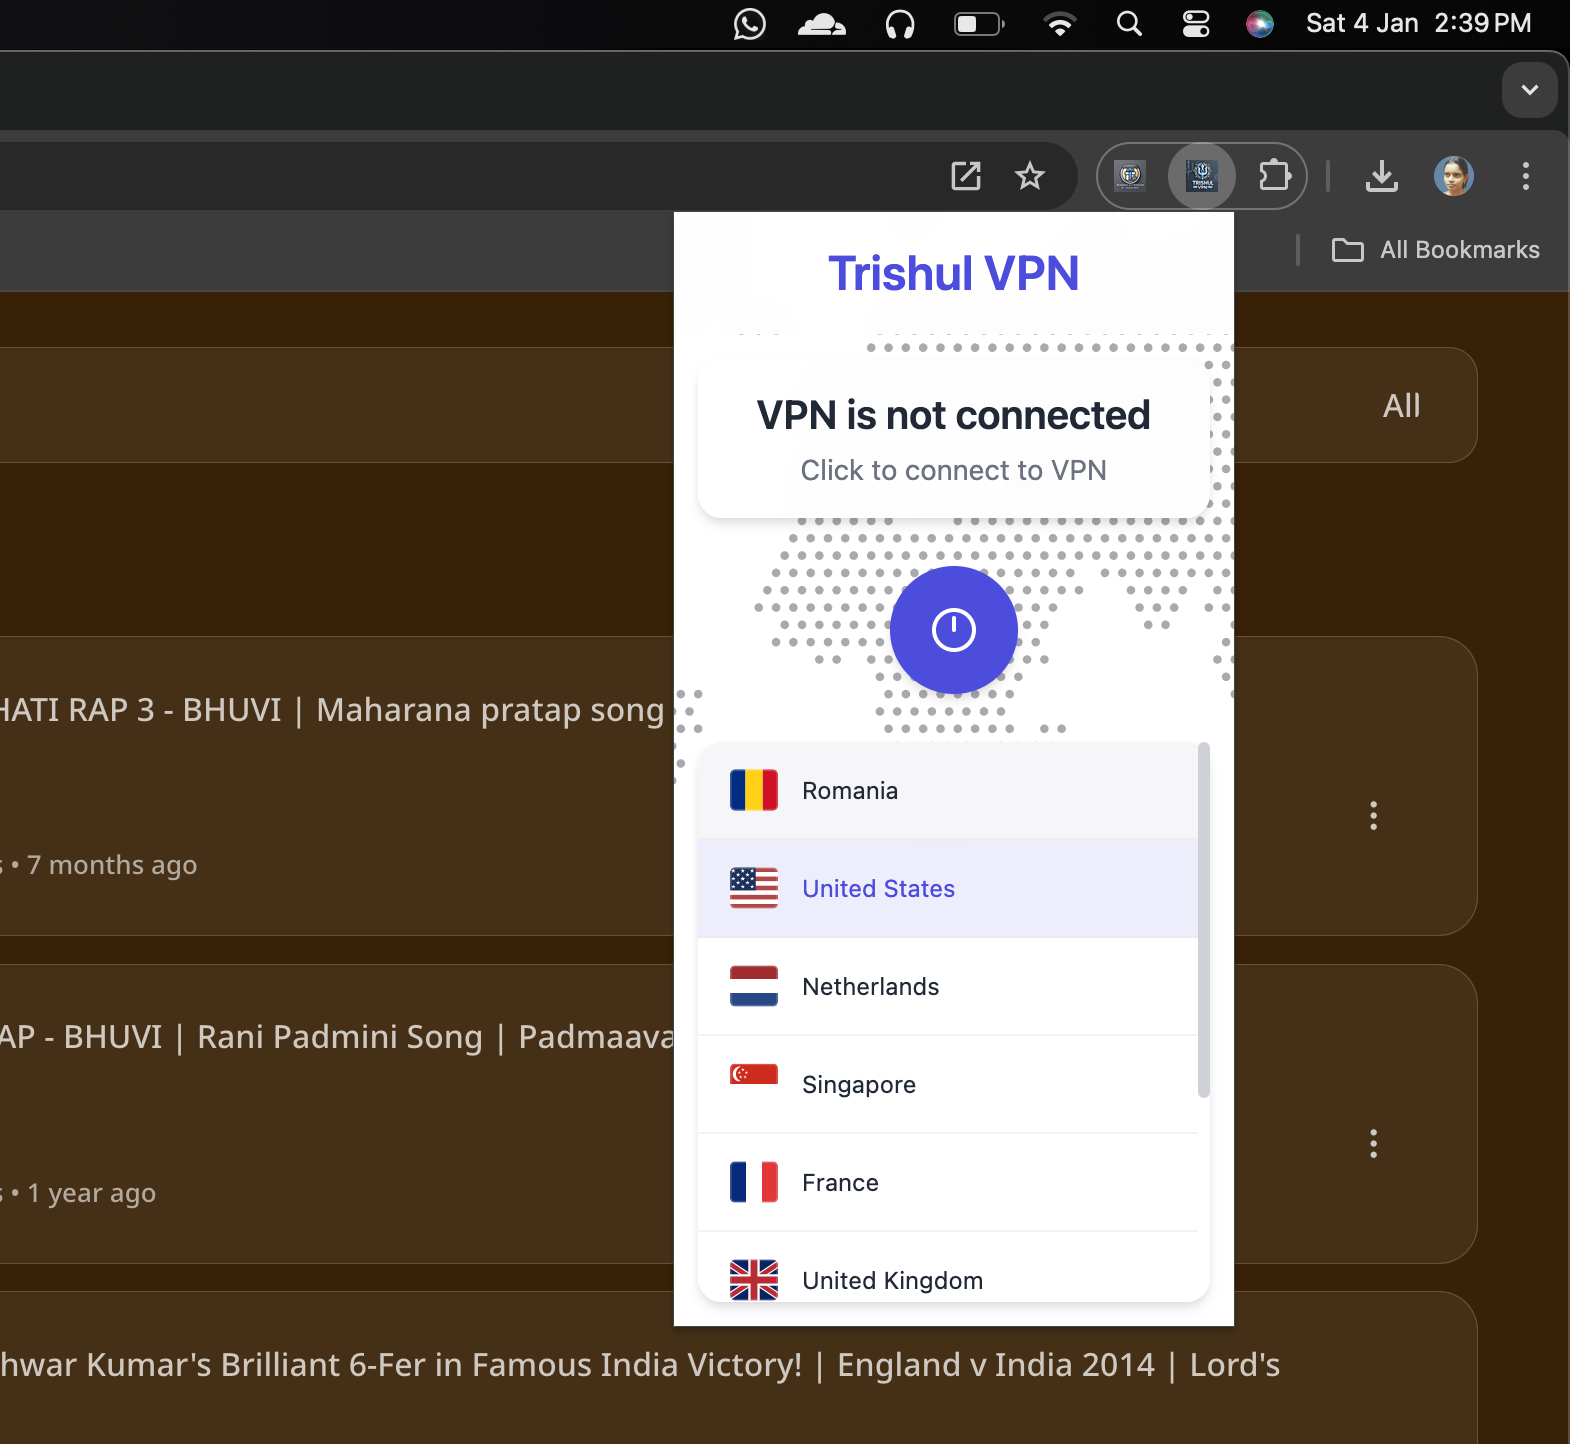 Sat 4 Jan 2:39 PM
All Bookmarks
Trishul VPN
VPN is not connected
Click to connect to VPN
All
HATI RAP 3 - BHUVI | Maharana pratap song
s • 7 months ago
AP - BHUVI | Rani Padmini Song | Padmaava
s • 1 year ago
hwar Kumar's Brilliant 6-Fer in Famous India Victory! | England v India 2014 | Lord's
Romania
United States
Netherlands
Singapore
France
United Kingdom
TRISHUL
VPN